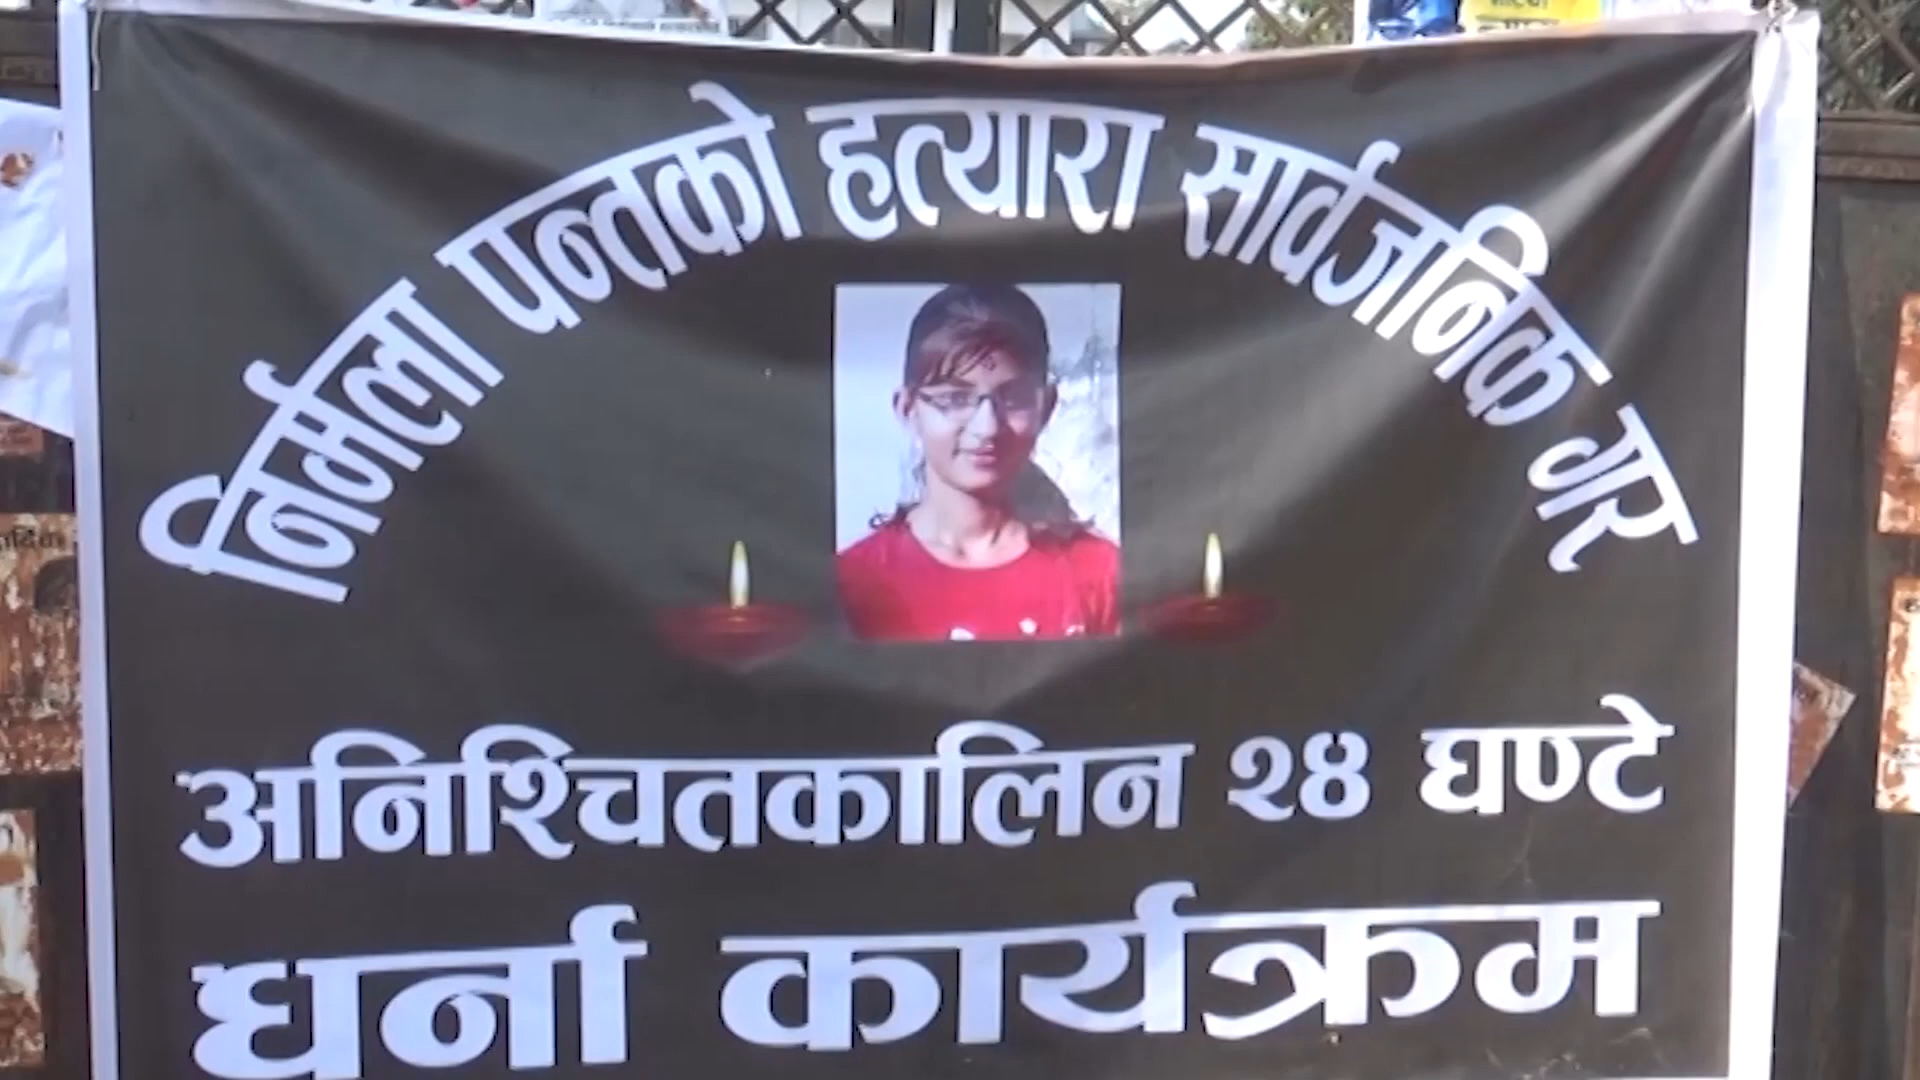 निर्मला पन्तको हत्यारा सार्वजनिक गर
अनिश्चितकालिन २४ घण्टे
धर्ना कार्यक्रम